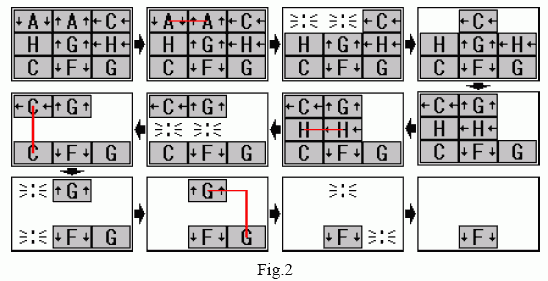 ↓A↓ ↑A↑ ←C←
H ↑G↑ ←H←
C ↓F↓ G
↓A↓ ↑A↑ ←C←
H ↑G↑ ←H←
C ↓F↓ G
←C←
H ↑G↑ ←H←
C ↓F↓ G
←C←
H ↑G↑ ←H←
C ↓F↓ G
←C← ↑G↑
C ↓F↓ G
←C← ↑G↑
C ↓F↓ G
←C← ↑G↑
H ←H←
C ↓F↓ G
←C← ↑G↑
H ←H←
C ↓F↓ G
↑G↑
↓F↓ G
↑G↑
↓F↓ G
↓F↓
↓F↓
Fig.2